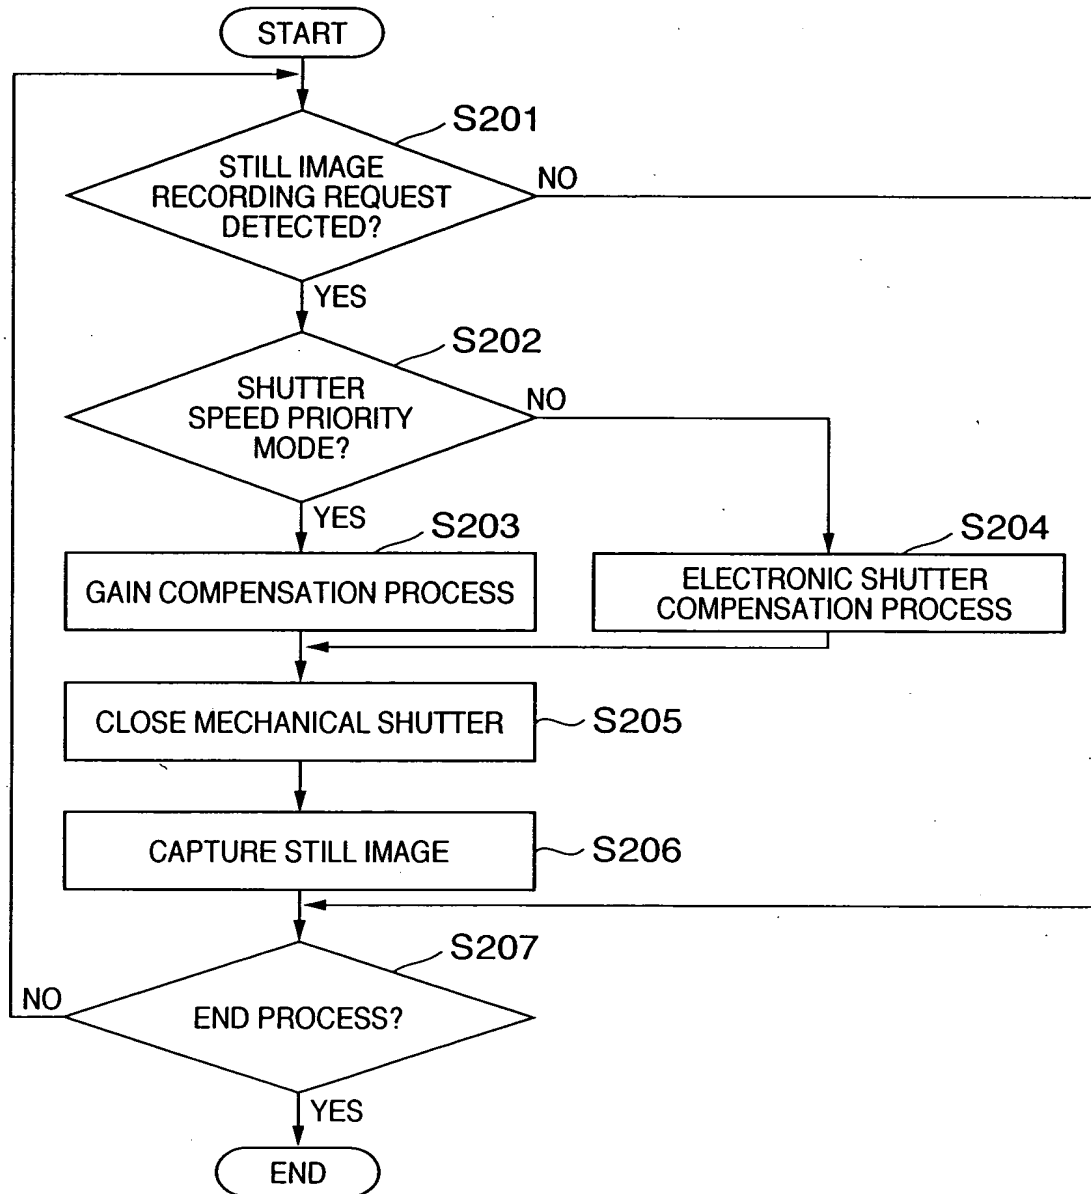 START
S201
STILL IMAGE
RECORDING REQUEST
DETECTED?
NO
YES
S202
SHUTTER
SPEED PRIORITY
MODE?
NO
YES
S203
GAIN COMPENSATION PROCESS
S204
ELECTRONIC SHUTTER
COMPENSATION PROCESS
CLOSE MECHANICAL SHUTTER
S205
CAPTURE STILL IMAGE
S206
S207
END PROCESS?
NO
YES
END